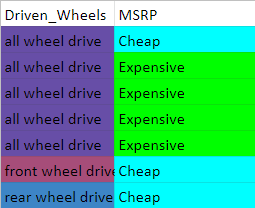 Driven_Wheels MSRP
all wheel drive Cheap
all wheel drive Expensive
all wheel drive Expensive
all wheel drive Expensive
all wheel drive Expensive
front wheel drive Cheap
rear wheel drive Cheap